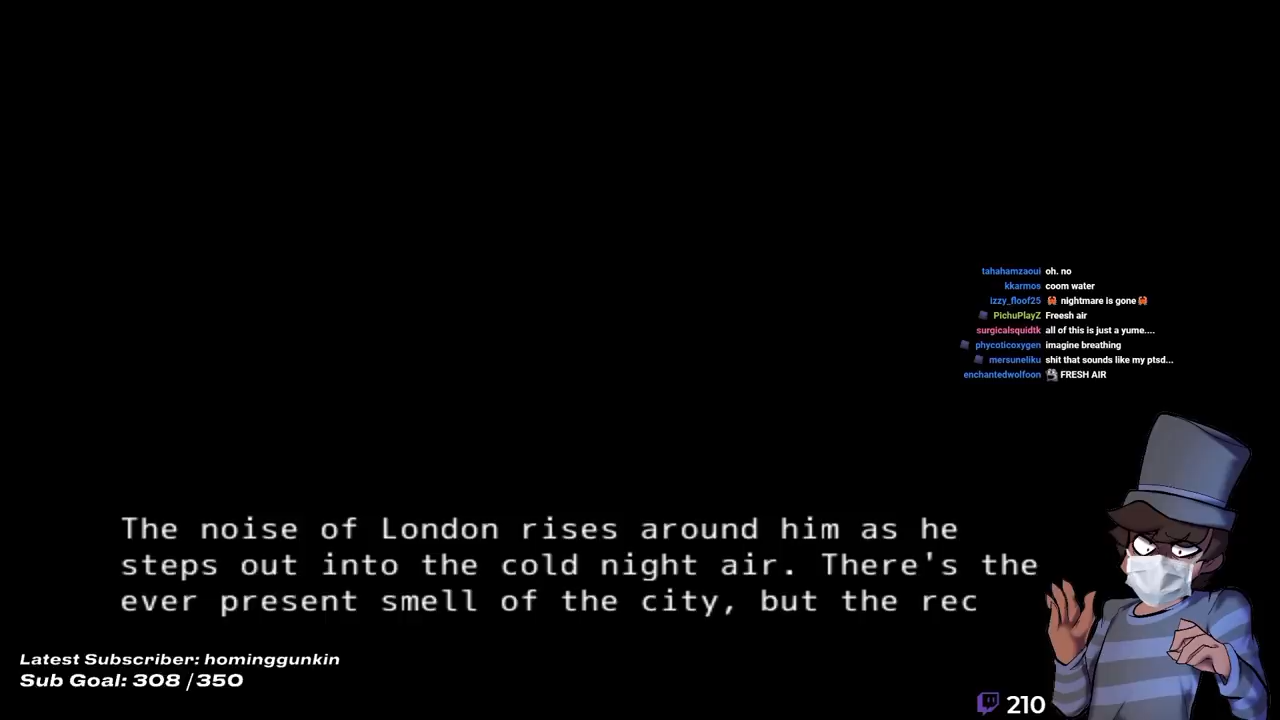 tahahamzaoui oh. no
kkarmos coom water
izzy_floof25 🦀 nightmare is gone🦀
PichuPlayZ Freesh air
surgicalsquidtk all of this is just a yume....
phycoticoxygen imagine breathing
mersuneliku shit that sounds like my ptsd...
enchantedwolfoon FRESH AIR
The noise of London rises around him as he
steps out into the cold night air. There's the
ever present smell of the city, but the rec
Latest Subscriber: hominggunkin
Sub Goal: 308 /350
210